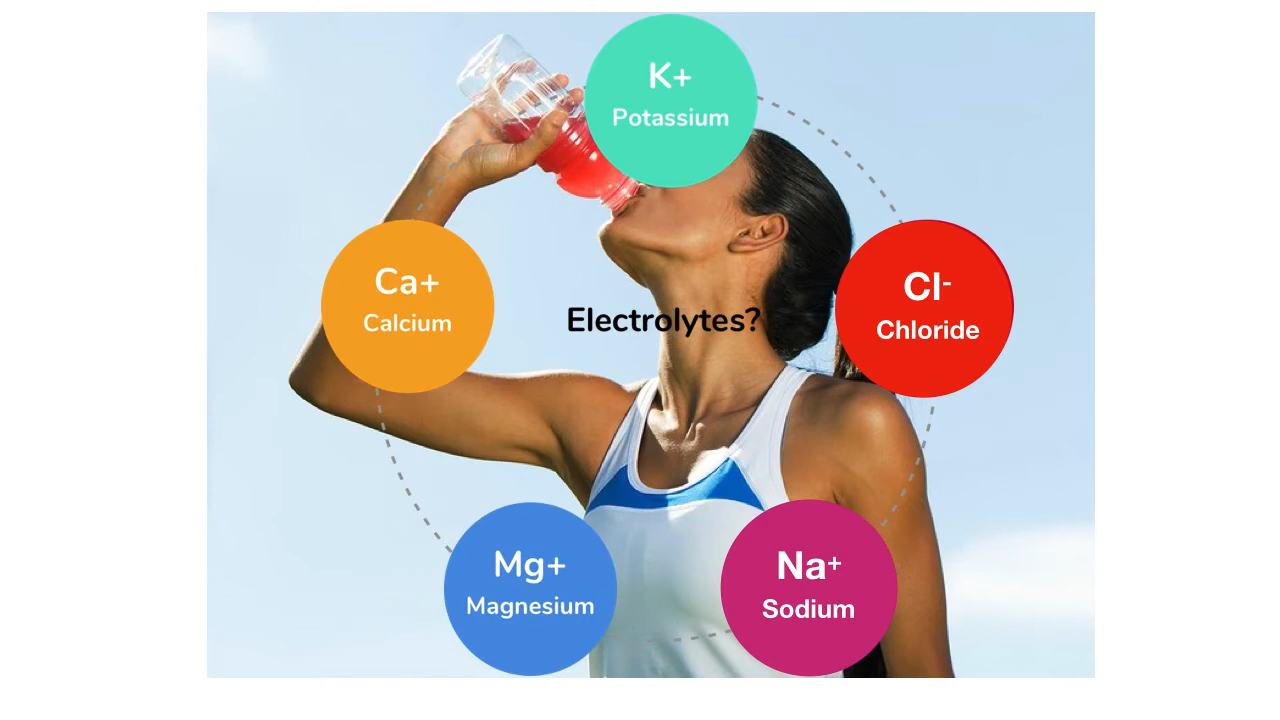 K+
Potassium
Ca+
Calcium
Cl-
Chloride
Electrolytes?
Mg+
Magnesium
Na+
Sodium